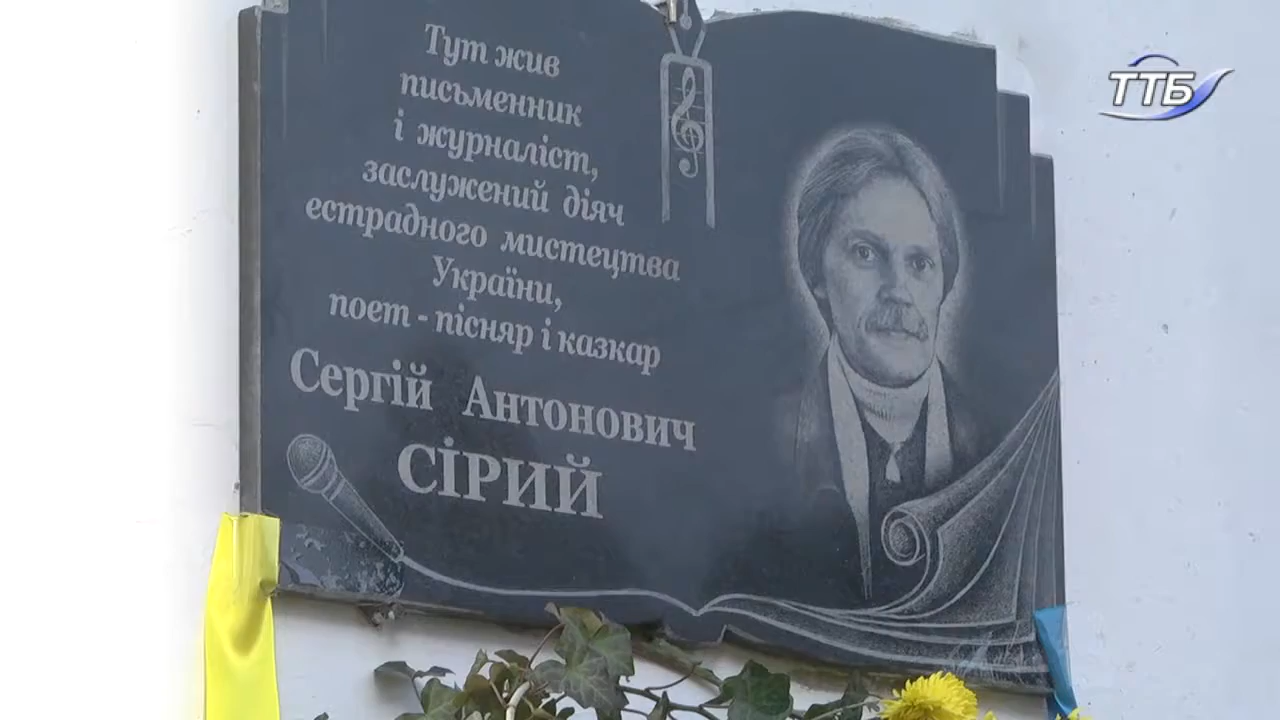 Тут жив
письменник
і журналіст,
заслужений діяч
естрадного мистецтва
України,
поет - пісняр і казкар
Сергій Антонович
СІРИЙ
ТТБ